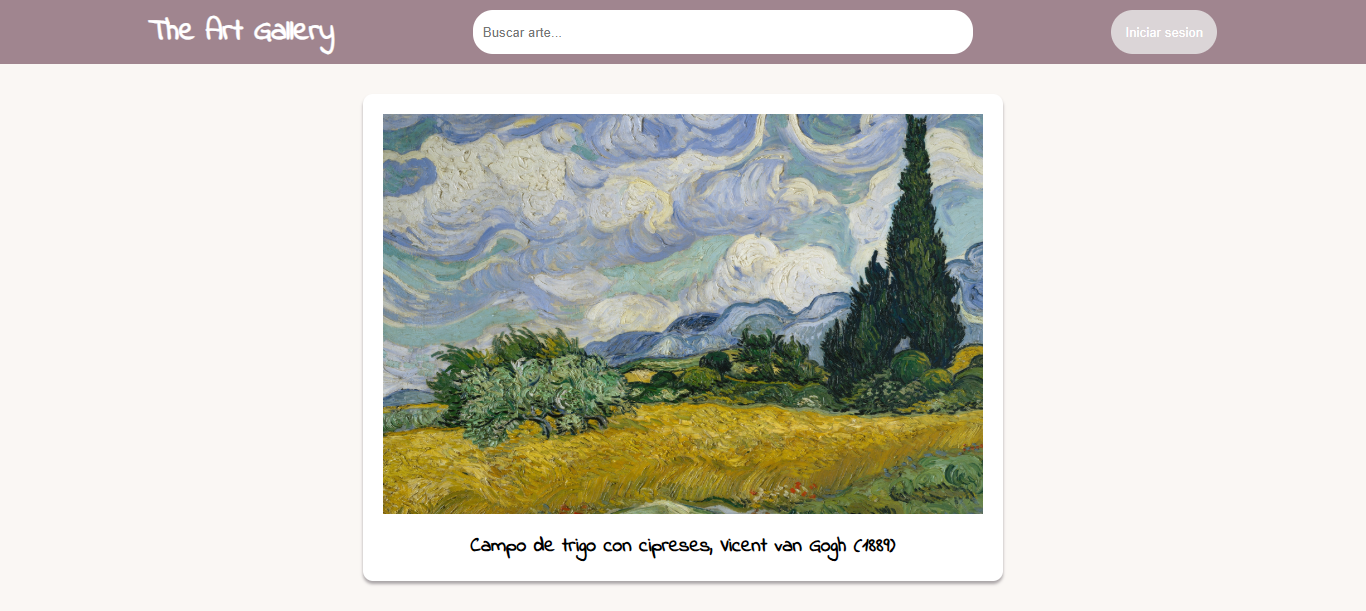 The Art Gallery
Buscar arte...
Iniciar sesion
Campo de trigo con cipreses, Vicent van Gogh (1889)